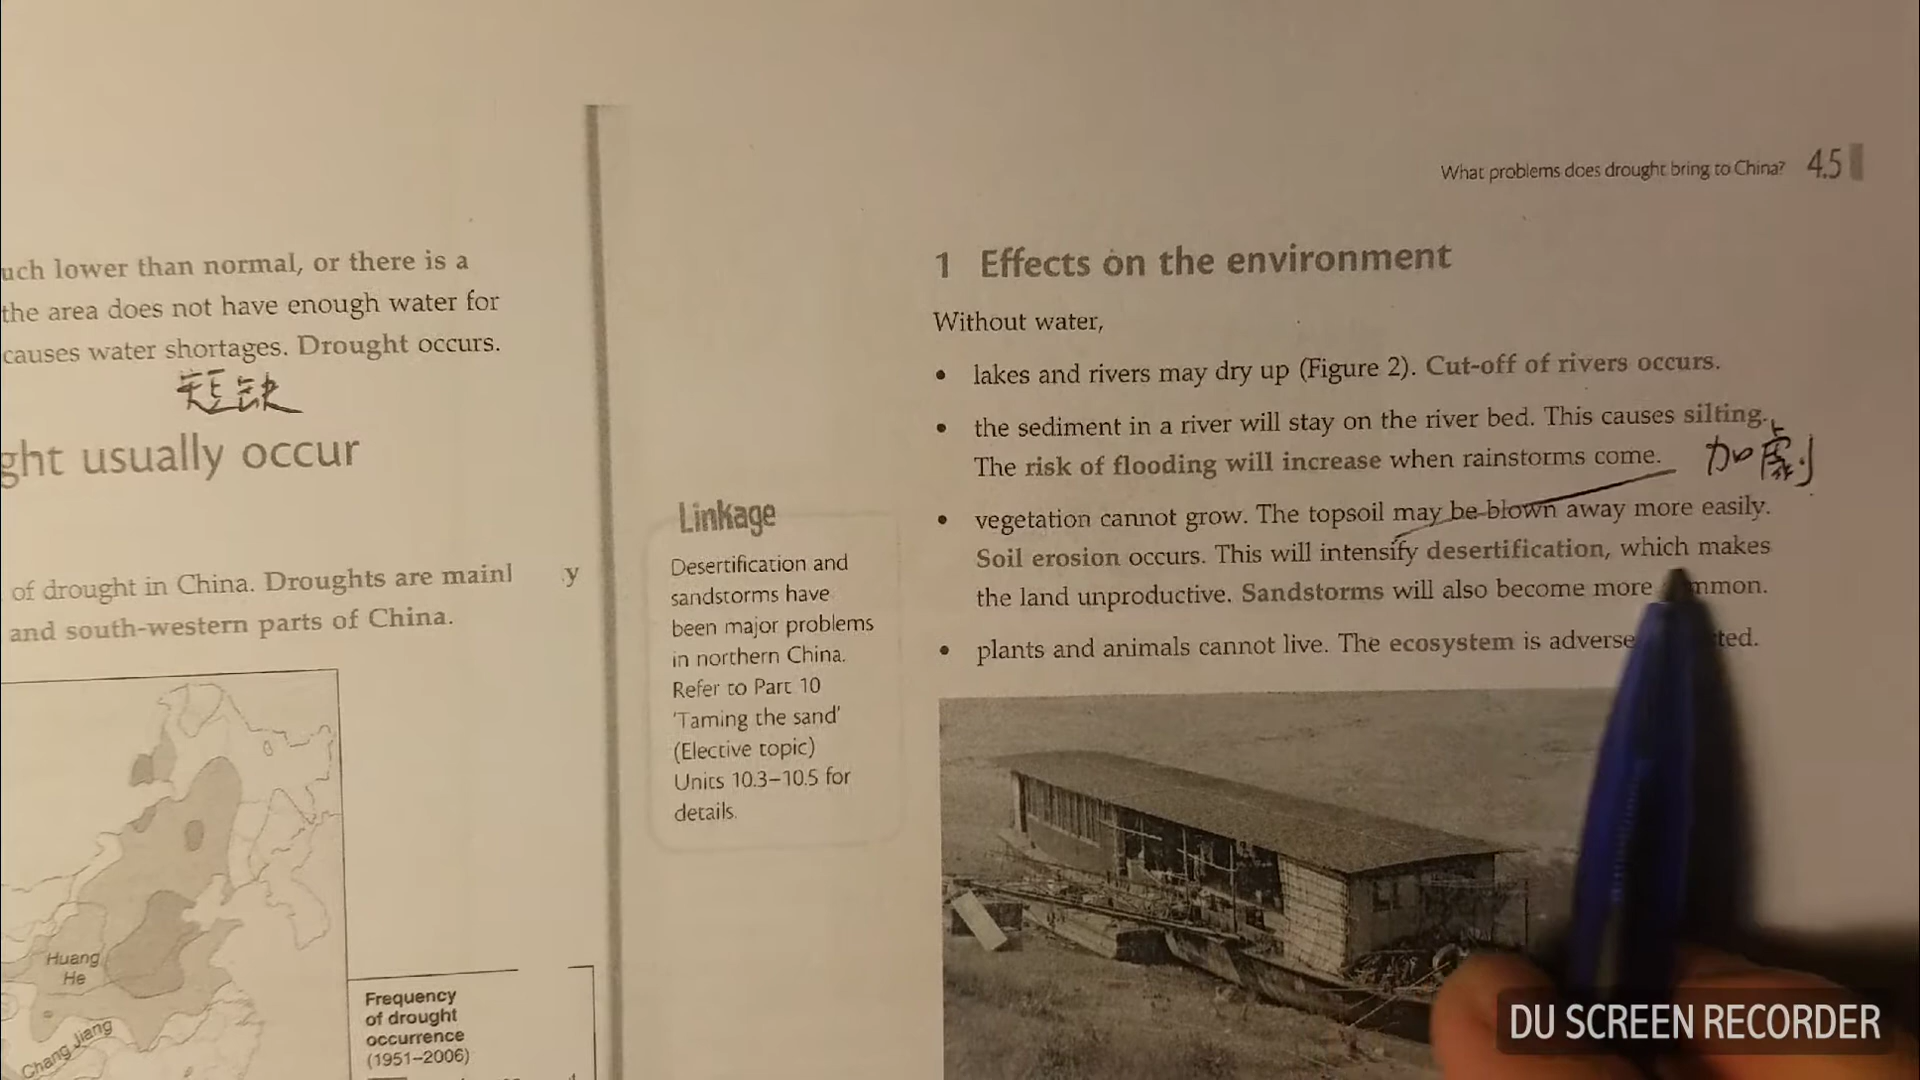 What problems does drought bring to China? 4.5
uch lower than normal, or there is a
the area does not have enough water for
causes water shortages. Drought occurs.
短缺
ght usually occur
of drought in China. Droughts are mainl y
and south-western parts of China.
Huang
He
Chang Jiang
Frequency
of drought
occurrence
(1951–2006)
Linkage
Desertification and
sandstorms have
been major problems
in northern China.
Refer to Part 10
'Taming the sand'
(Elective topic)
Units 10.3–10.5 for
details.
1 Effects on the environment
Without water,
• lakes and rivers may dry up (Figure 2). Cut-off of rivers occurs.
• the sediment in a river will stay on the river bed. This causes silting.
The risk of flooding will increase when rainstorms come.
加劇
• vegetation cannot grow. The topsoil may be blown away more easily.
Soil erosion occurs. This will intensify desertification, which makes
the land unproductive. Sandstorms will also become more
• plants and animals cannot live. The ecosystem is
DU SCREEN RECORDER